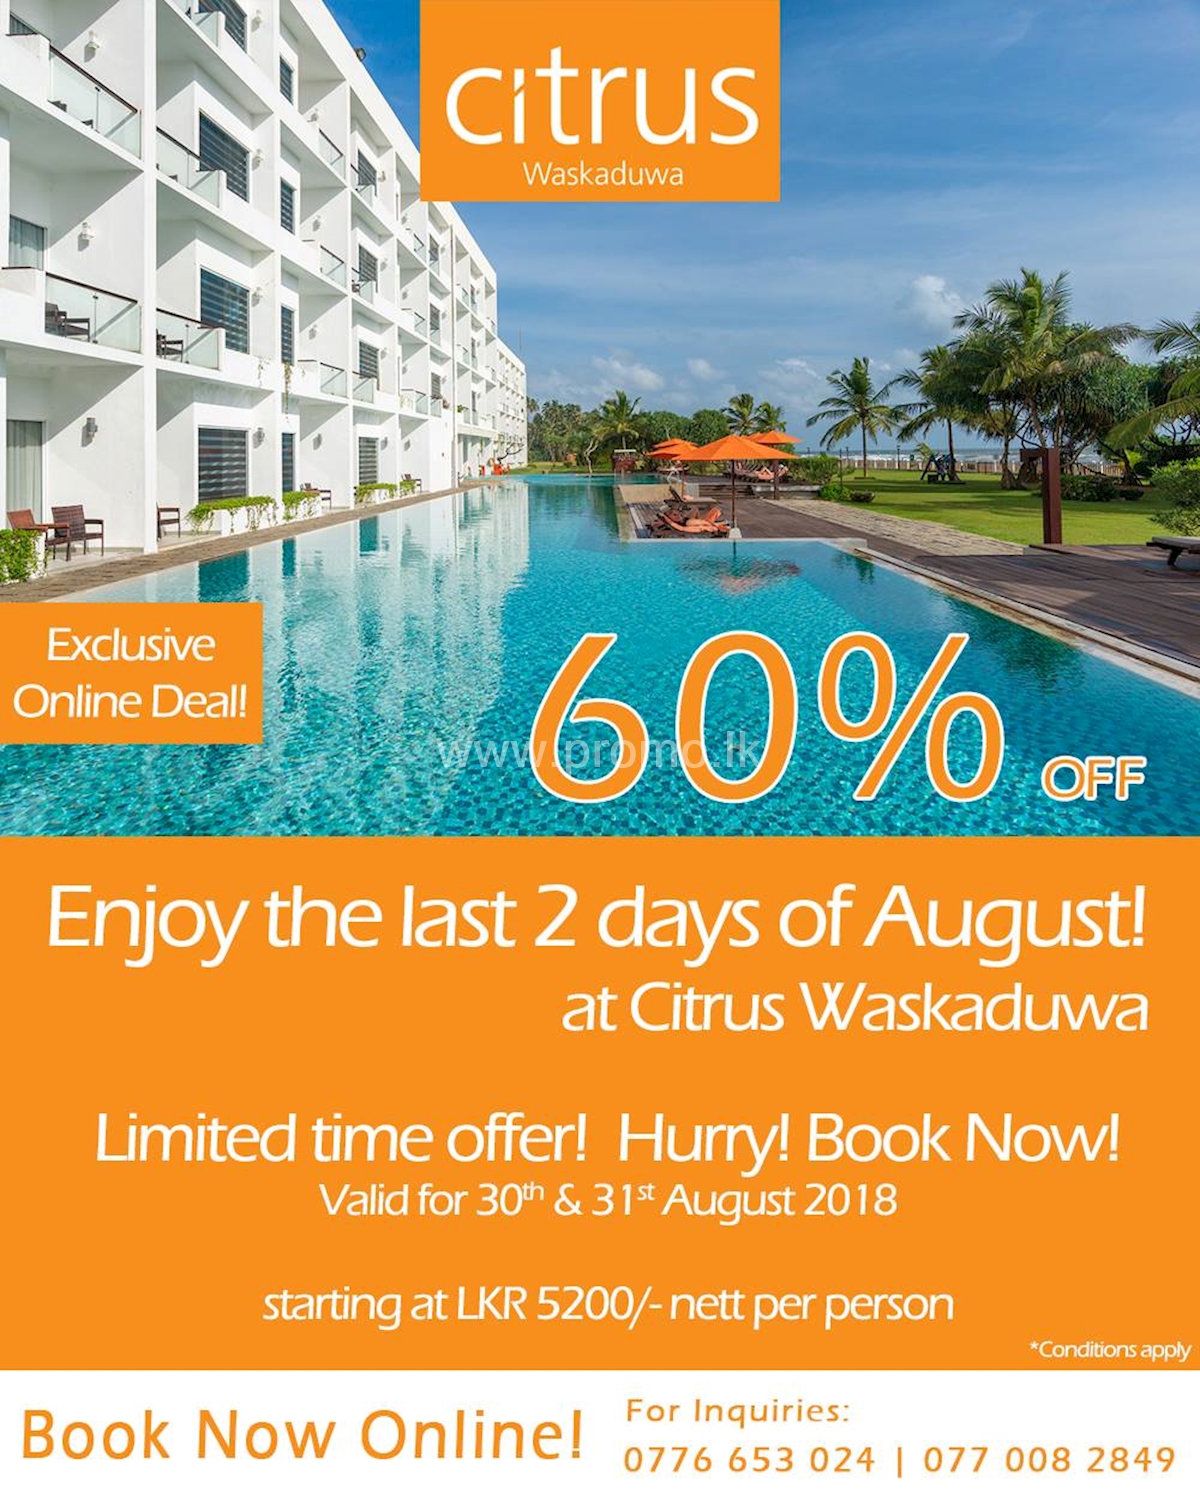 citrus
Waskaduwa
Exclusive
Online Deal!
60% OFF
www.promo.lk
Enjoy the last 2 days of August!
at Citrus Waskaduwa
Limited time offer! Hurry! Book Now!
Valid for 30th & 31st August 2018
starting at LKR 5200/- nett per person
*Conditions apply
Book Now Online!
For Inquiries:
0776 653 024 | 077 008 2849